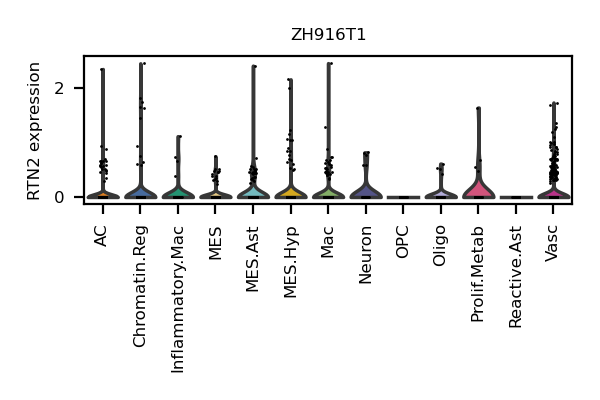 ZH916T1
RTN2 expression
2
0
AC
Chromatin.Reg
Inflammatory.Mac
MES
MES.Ast
MES.Hyp
Mac
Neuron
OPC
Oligo
Prolif.Metab
Reactive.Ast
Vasc